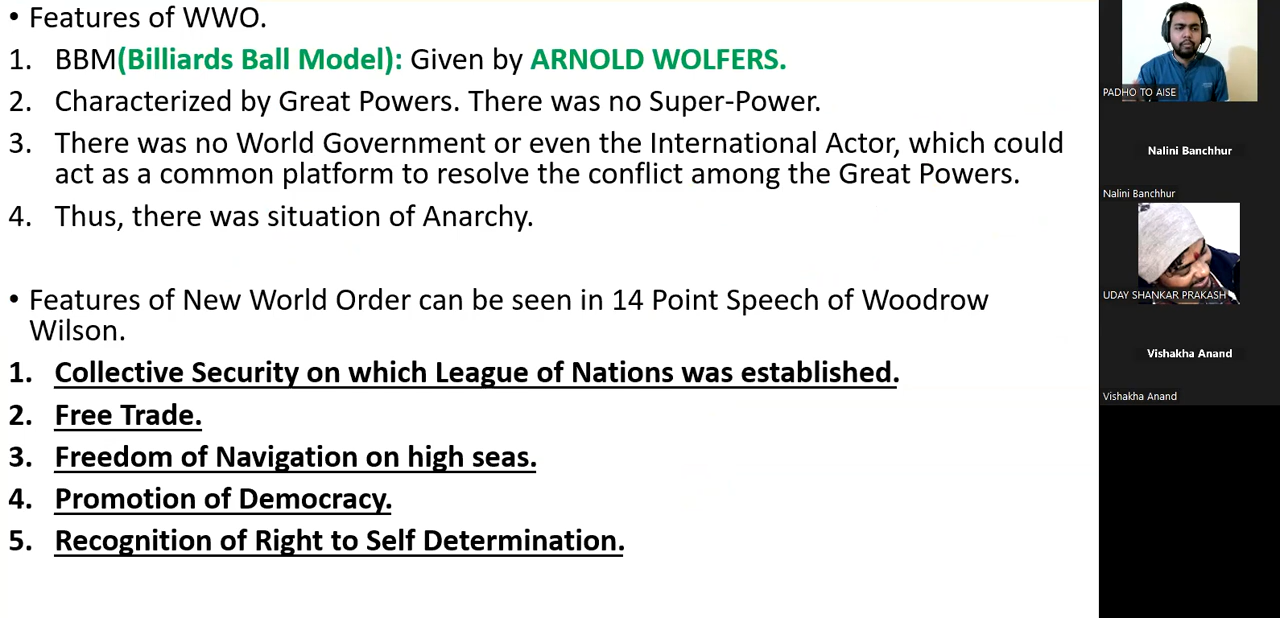 • Features of WWO.
1. BBM(Billiards Ball Model): Given by ARNOLD WOLFERS.
2. Characterized by Great Powers. There was no Super-Power.
3. There was no World Government or even the International Actor, which could
act as a common platform to resolve the conflict among the Great Powers.
4. Thus, there was situation of Anarchy.
• Features of New World Order can be seen in 14 Point Speech of Woodrow
Wilson.
1. Collective Security on which League of Nations was established.
2. Free Trade.
3. Freedom of Navigation on high seas.
4. Promotion of Democracy.
5. Recognition of Right to Self Determination.
PADHO TO AISE
Nalini Banchhur
Nalini Banchhur
UDAY SHANKAR PRAKASH
Vishakha Anand
Vishakha Anand